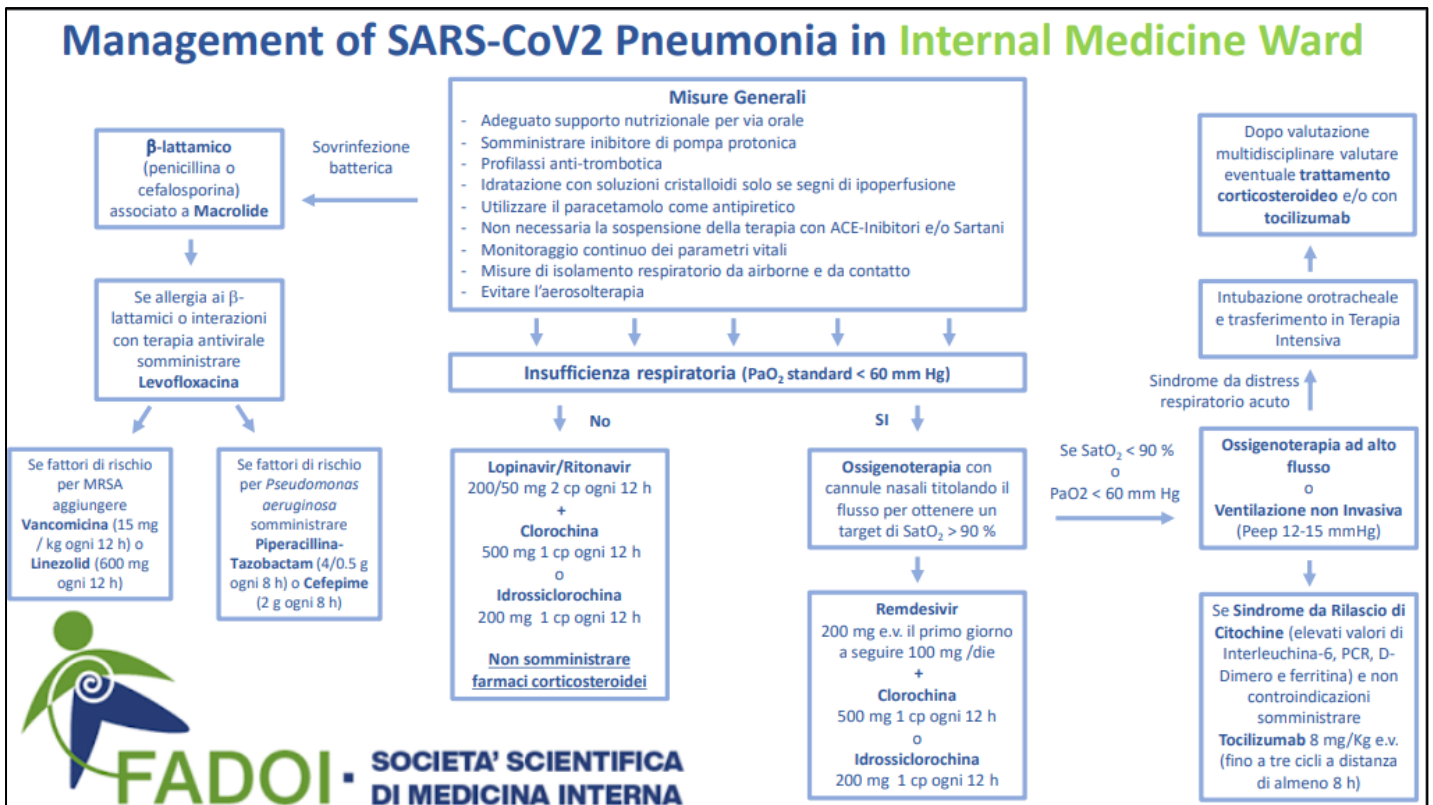 Management of SARS-CoV2 Pneumonia in Internal Medicine Ward
Misure Generali
- Adeguato supporto nutrizionale per via orale
- Somministrare inibitore di pompa protonica
- Profilassi anti-trombotica
- Idratazione con soluzioni cristalloidi solo se segni di ipoperfusione
- Utilizzare il paracetamolo come antipiretico
- Non necessaria la sospensione della terapia con ACE-Inibitori e/o Sartani
- Monitoraggio continuo dei parametri vitali
- Misure di isolamento respiratorio da airborne e da contatto
- Evitare l'aerosolterapia
Sovrinfezione
batterica
β-lattamico
(penicillina o
cefalosporina)
associato a Macrolide
Se allergia ai β-
lattamici o interazioni
con terapia antivirale
somministrare
Levofloxacina
Se fattori di rischio
per MRSA
aggiungere
Vancomicina (15 mg
/ kg ogni 12 h) o
Linezolid (600 mg
ogni 12 h)
Se fattori di rischio
per Pseudomonas
aeruginosa
somministrare
Piperacillina-
Tazobactam (4/0.5 g
ogni 8 h) o Cefepime
(2 g ogni 8 h)
Insufficienza respiratoria (PaO₂ standard < 60 mm Hg)
No
Lopinavir/Ritonavir
200/50 mg 2 cp ogni 12 h
+
Clorochina
500 mg 1 cp ogni 12 h
o
Idrossiclorochina
200 mg 1 cp ogni 12 h
Non somministrare
farmaci corticosteroidei
SI
Ossigenoterapia con
cannule nasali titolando il
flusso per ottenere un
target di SatO₂ > 90 %
Remdesivir
200 mg e.v. il primo giorno
a seguire 100 mg /die
+
Clorochina
500 mg 1 cp ogni 12 h
o
Idrossiclorochina
200 mg 1 cp ogni 12 h
Se SatO₂ < 90 %
o
PaO2 < 60 mm Hg
Ossigenoterapia ad alto
flusso
o
Ventilazione non Invasiva
(Peep 12-15 mmHg)
Sindrome da distress
respiratorio acuto
Intubazione orotracheale
e trasferimento in Terapia
Intensiva
Dopo valutazione
multidisciplinare valutare
eventuale trattamento
corticosteroideo e/o con
tocilizumab
Se Sindrome da Rilascio di
Citochine (elevati valori di
Interleuchina-6, PCR, D-
Dimero e ferritina) e non
controindicazioni
somministrare
Tocilizumab 8 mg/Kg e.v.
(fino a tre cicli a distanza
di almeno 8 h)
FADOI · SOCIETA' SCIENTIFICA
DI MEDICINA INTERNA